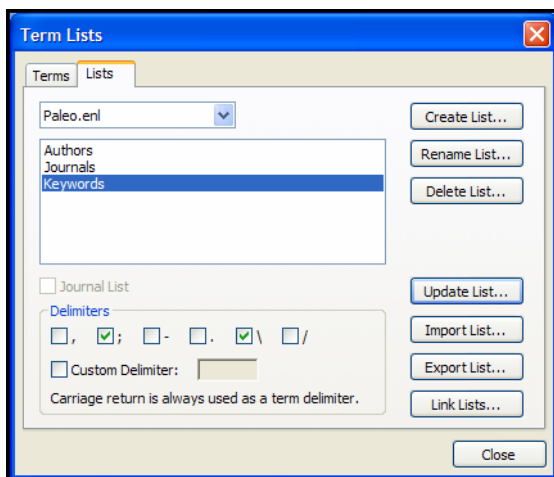 Term Lists
Terms
Lists
Paleo.enl
Authors
Journals
Keywords
Create List...
Rename List...
Delete List...
Journal List
Delimiters
, ; - . \ /
Custom Delimiter:
Carriage return is always used as a term delimiter.
Update List...
Import List...
Export List...
Link Lists...
Close